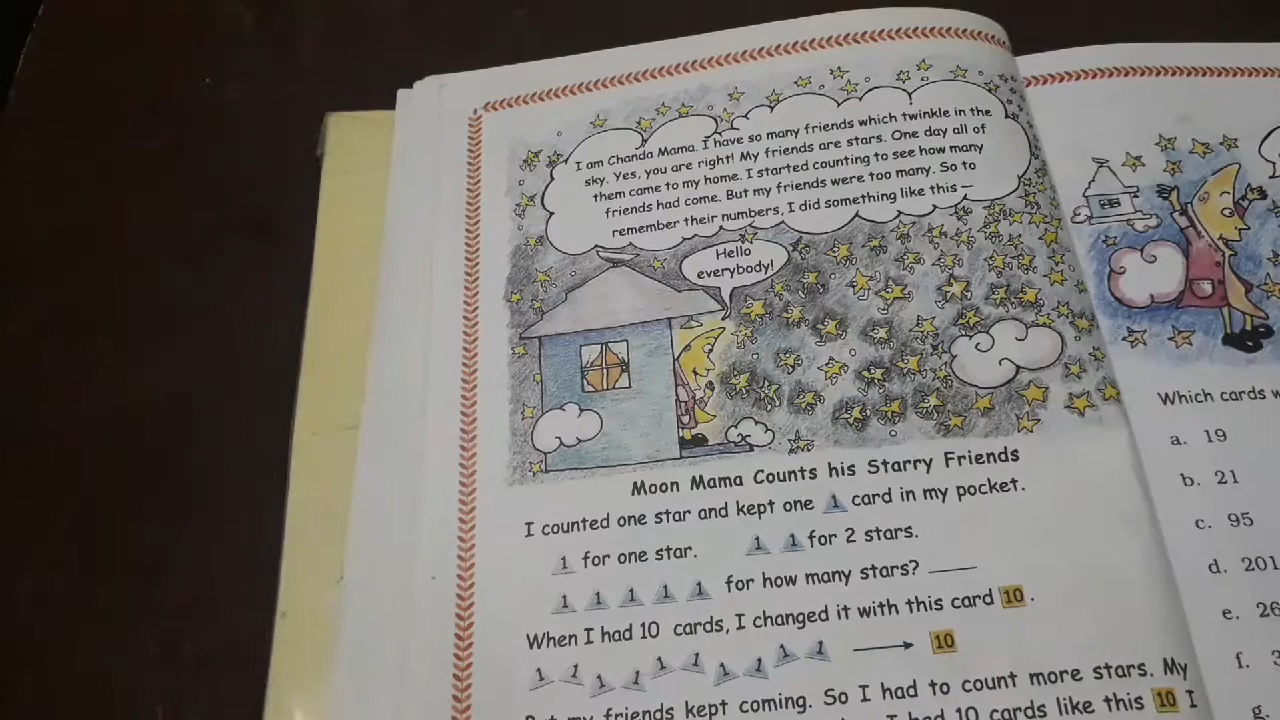 I am Chanda Mama. I have so many friends which twinkle in the
sky. Yes, you are right! My friends are stars. One day all of
them came to my home. I started counting to see how many
friends had come. But my friends were too many. So to
remember their numbers, I did something like this —
Hello
everybody!
Moon Mama Counts his Starry Friends
I counted one star and kept one 1 card in my pocket.
1 for one star. 1 1 for 2 stars.
1 1 1 1 1 for how many stars? ____
When I had 10 cards, I changed it with this card 10 .
1 1 1 1 1 1 1 1 1 → 10
my friends kept coming. So I had to count more stars. My
had 10 cards like this 10 I
Which cards
a. 19
b. 21
c. 95
d. 201
e. 26
f.
g.